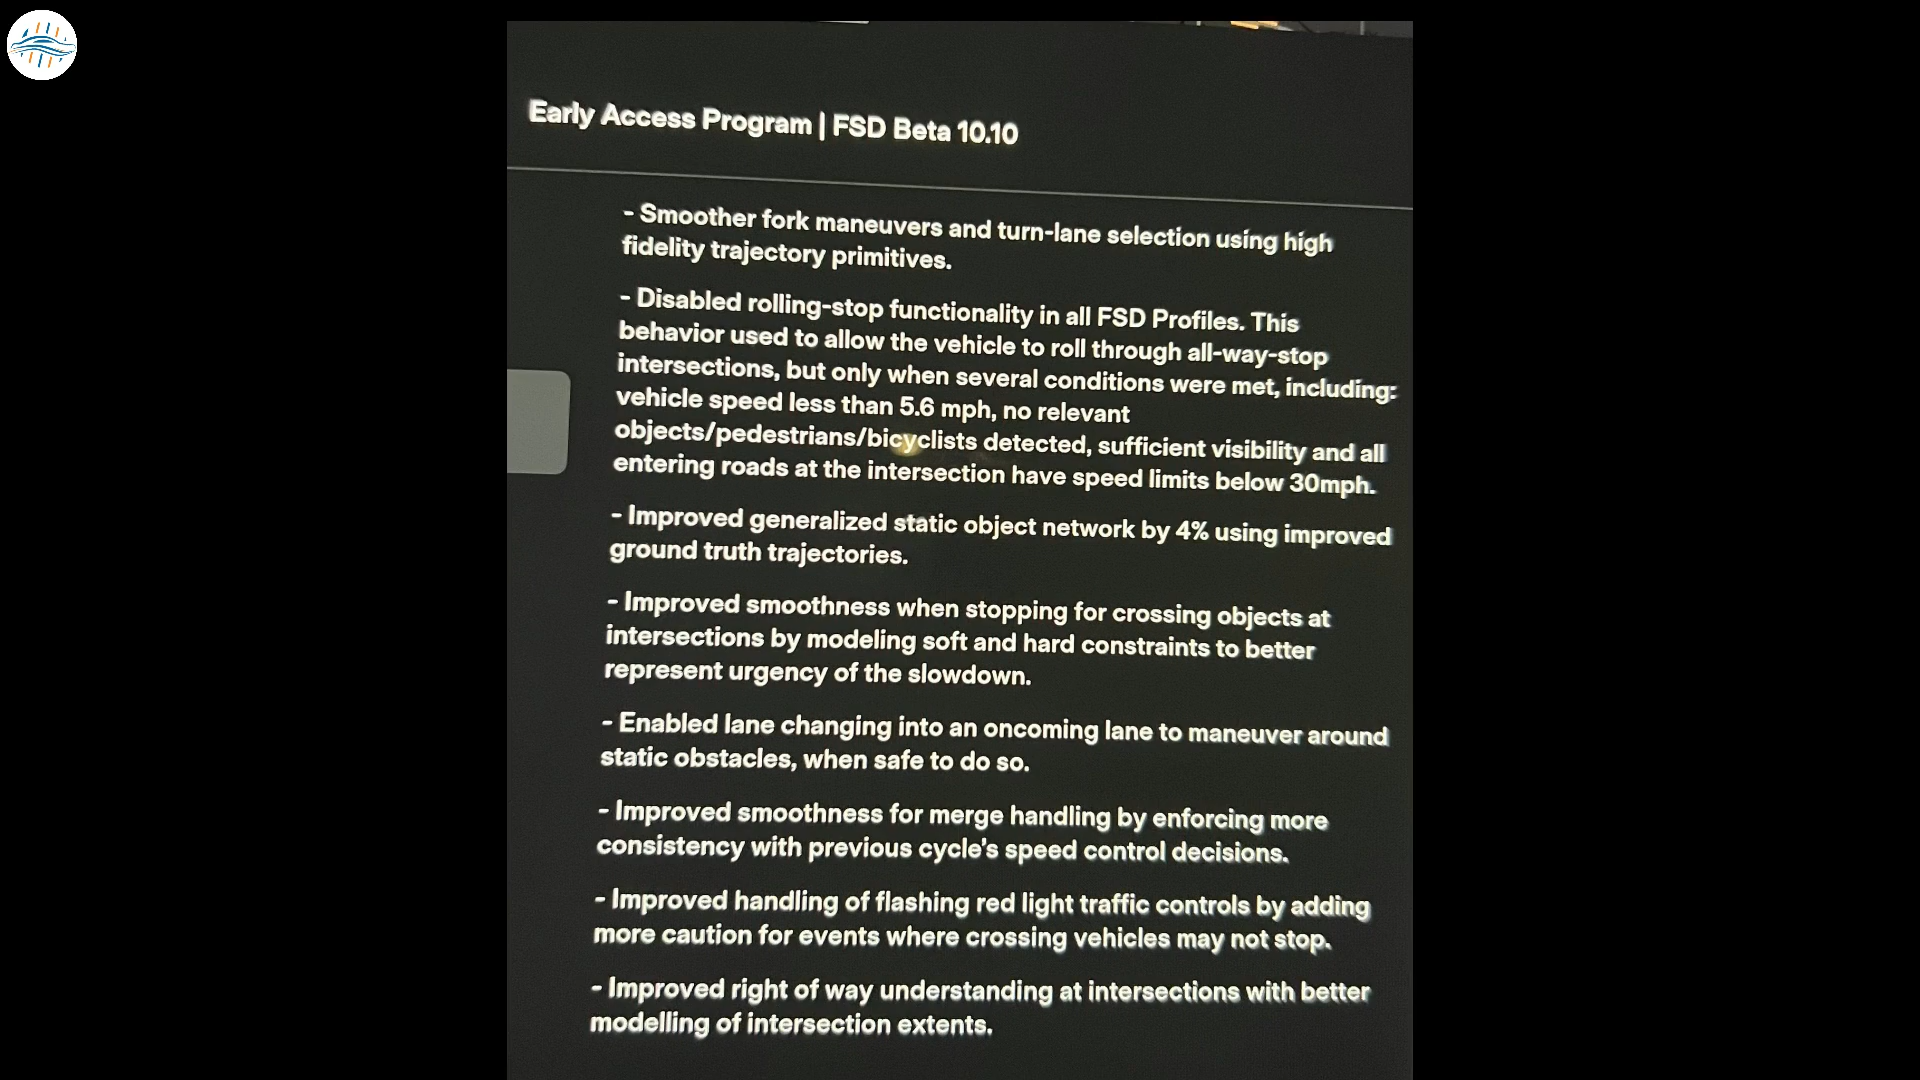 Early Access Program | FSD Beta 10.10
- Smoother fork maneuvers and turn-lane selection using high
fidelity trajectory primitives.
- Disabled rolling-stop functionality in all FSD Profiles. This
behavior used to allow the vehicle to roll through all-way-stop
intersections, but only when several conditions were met, including:
vehicle speed less than 5.6 mph, no relevant
objects/pedestrians/bicyclists detected, sufficient visibility and all
entering roads at the intersection have speed limits below 30mph.
- Improved generalized static object network by 4% using improved
ground truth trajectories.
- Improved smoothness when stopping for crossing objects at
intersections by modeling soft and hard constraints to better
represent urgency of the slowdown.
- Enabled lane changing into an oncoming lane to maneuver around
static obstacles, when safe to do so.
- Improved smoothness for merge handling by enforcing more
consistency with previous cycle's speed control decisions.
- Improved handling of flashing red light traffic controls by adding
more caution for events where crossing vehicles may not stop.
- Improved right of way understanding at intersections with better
modelling of intersection extents.